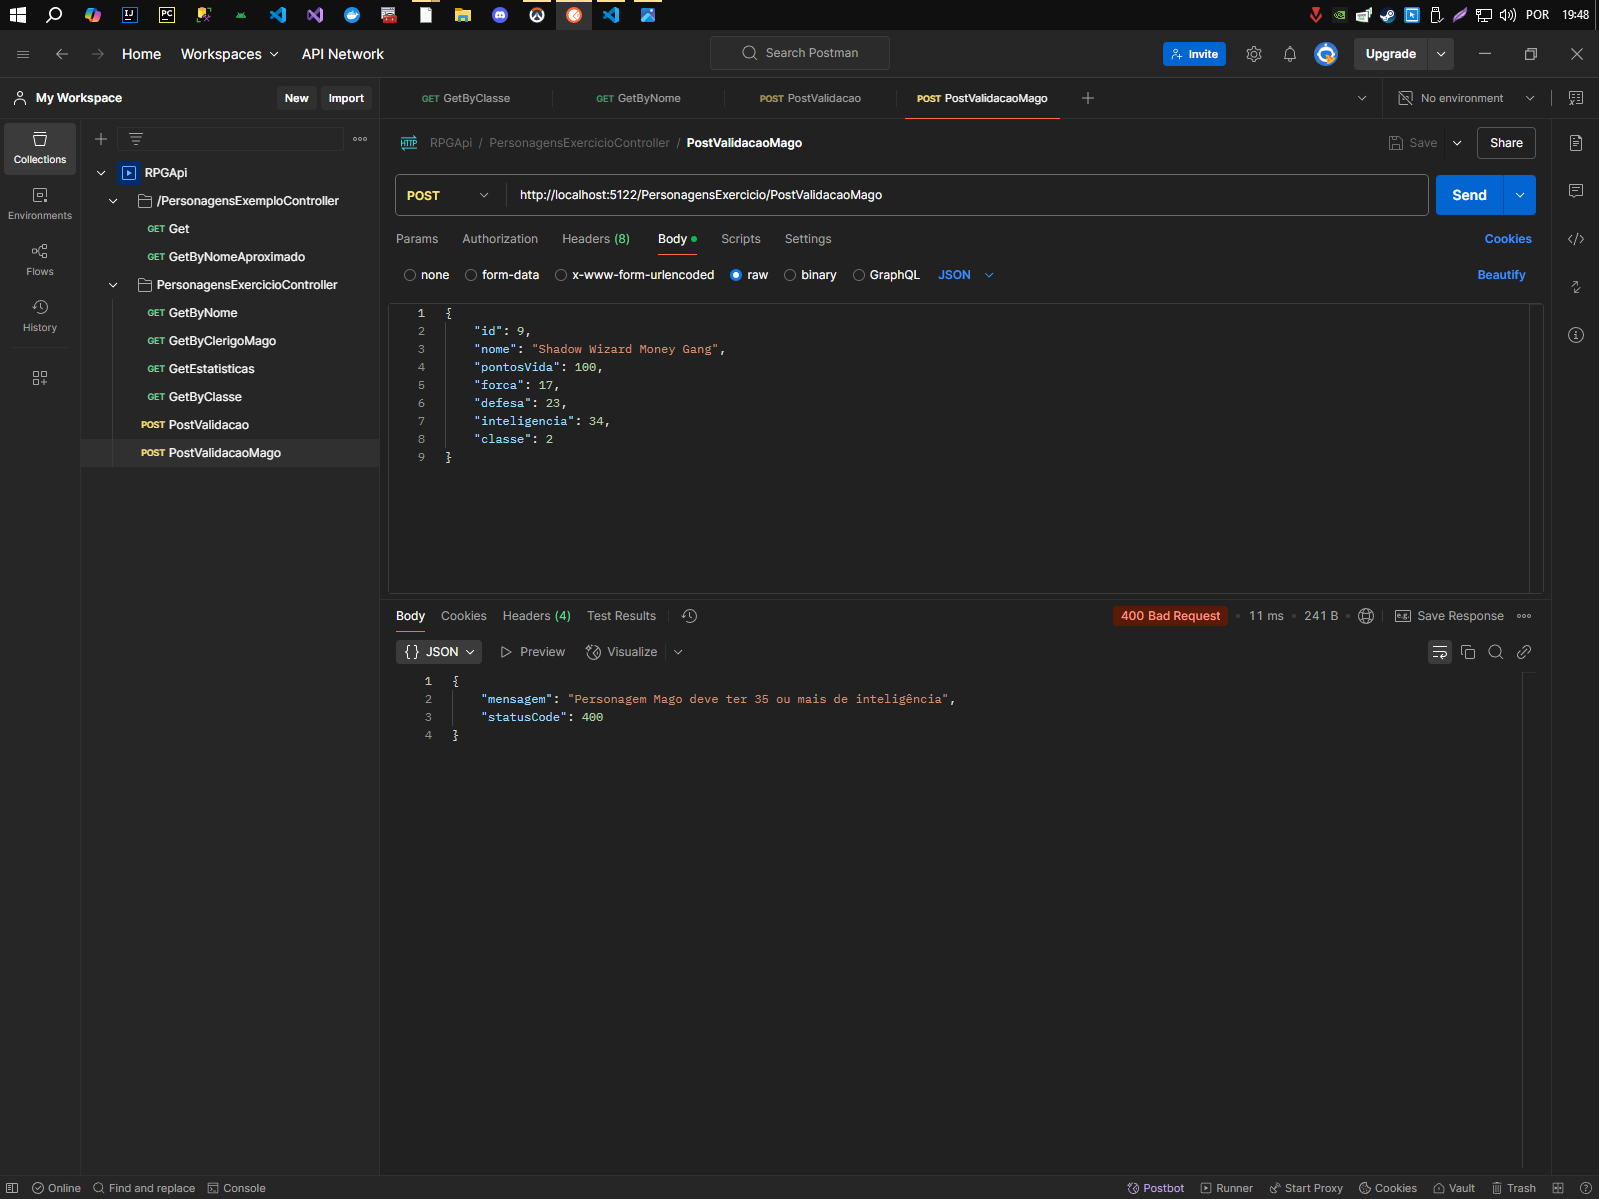 IJ
PC
POR
19:48
Home
Workspaces
API Network
Search Postman
Invite
Upgrade
My Workspace
New
Import
GET GetByClasse
GET GetByNome
POST PostValidacao
POST PostValidacaoMago
No environment
Collections
Environments
Flows
History
RPGApi
/PersonagensExemploController
GET Get
GET GetByNomeAproximado
PersonagensExercicioController
GET GetByNome
GET GetByClerigoMago
GET GetEstatisticas
GET GetByClasse
POST PostValidacao
POST PostValidacaoMago
HTTP RPGApi / PersonagensExercicioController / PostValidacaoMago
Save
Share
POST
http://localhost:5122/PersonagensExercicio/PostValidacaoMago
Send
Params Authorization Headers (8) Body Scripts Settings
Cookies
none form-data x-www-form-urlencoded raw binary GraphQL JSON
Beautify
1 {
2 "id": 9,
3 "nome": "Shadow Wizard Money Gang",
4 "pontosVida": 100,
5 "forca": 17,
6 "defesa": 23,
7 "inteligencia": 34,
8 "classe": 2
9 }
Body Cookies Headers (4) Test Results
400 Bad Request • 11 ms • 241 B •
e.g. Save Response
{} JSON
Preview
Visualize
1 {
2 "mensagem": "Personagem Mago deve ter 35 ou mais de inteligência",
3 "statusCode": 400
4 }
Online
Find and replace
Console
Postbot
Runner
Start Proxy
Cookies
Vault
Trash